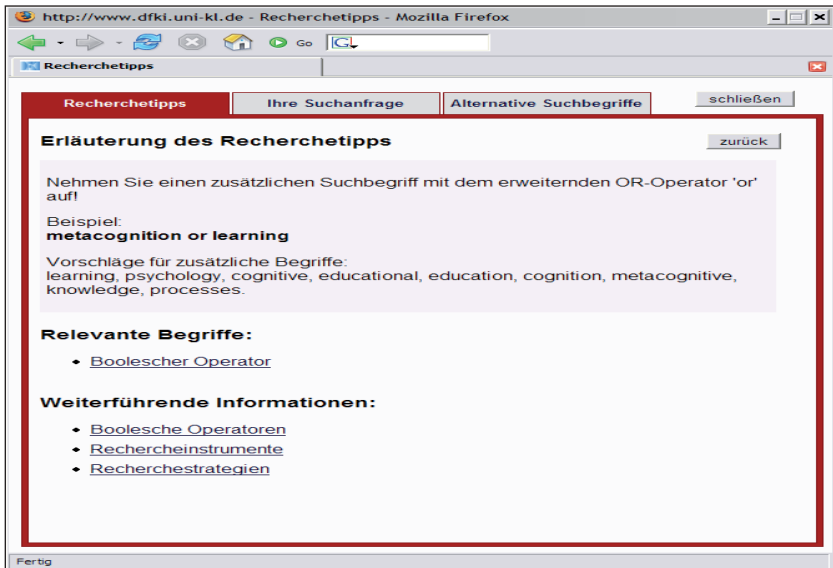 http://www.dfki.uni-kl.de - Recherchetipps - Mozilla Firefox
Go G
Recherchetipps
Recherchetipps Ihre Suchanfrage Alternative Suchbegriffe schließen
Erläuterung des Recherchetipps zurück
Nehmen Sie einen zusätzlichen Suchbegriff mit dem erweiternden OR-Operator 'or'
auf!
Beispiel:
metacognition or learning
Vorschläge für zusätzliche Begriffe:
learning, psychology, cognitive, educational, education, cognition, metacognitive,
knowledge, processes.
Relevante Begriffe:
• Boolescher Operator
Weiterführende Informationen:
• Boolesche Operatoren
• Rechercheinstrumente
• Recherchestrategien
Fertig